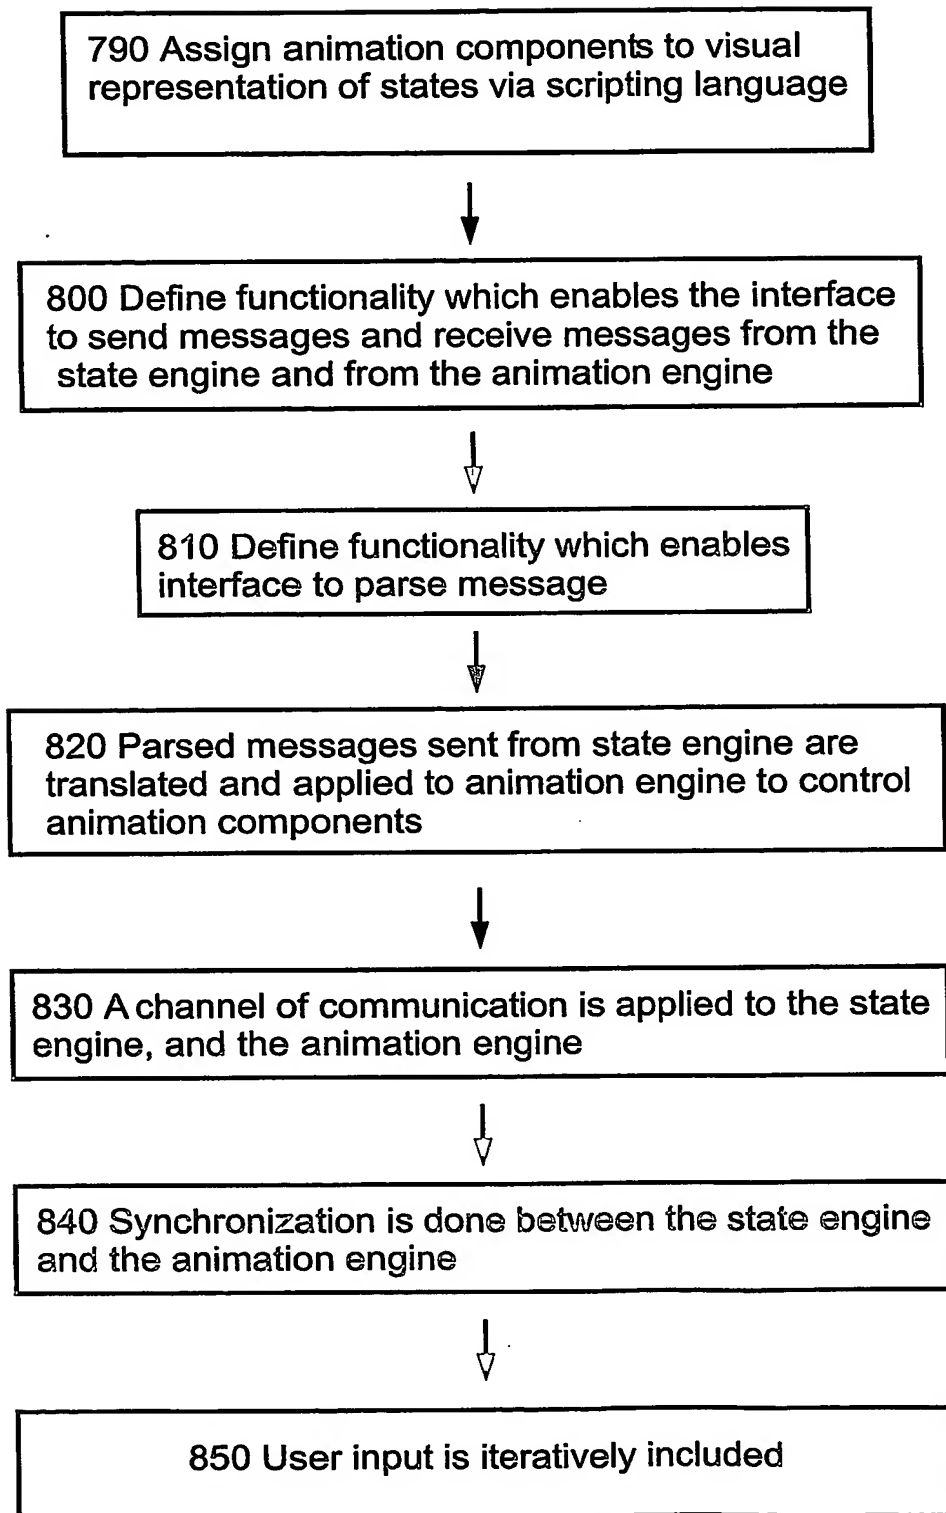 790 Assign animation components to visual
representation of states via scripting language
800 Define functionality which enables the interface
to send messages and receive messages from the
state engine and from the animation engine
810 Define functionality which enables
interface to parse message
820 Parsed messages sent from state engine are
translated and applied to animation engine to control
animation components
830 A channel of communication is applied to the state
engine, and the animation engine
840 Synchronization is done between the state engine
and the animation engine
850 User input is iteratively included